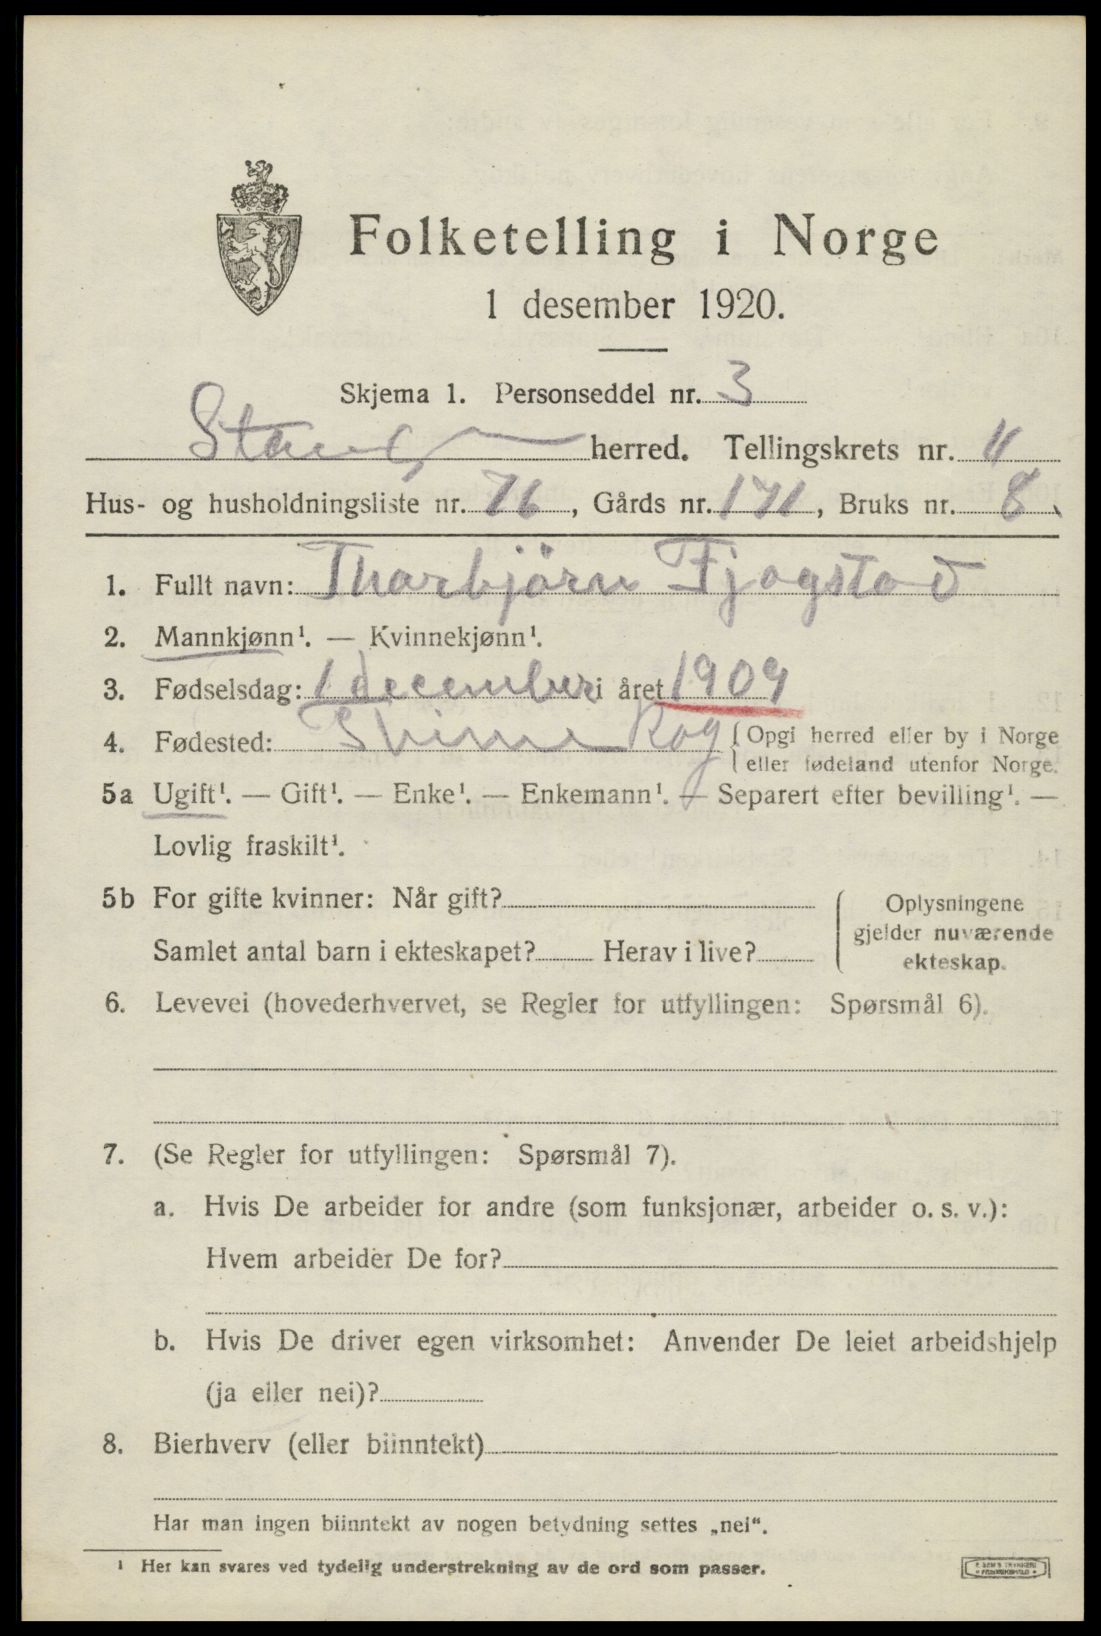 Folketelling i Norge
1 desember 1920.
Skjema 1. Personseddel nr. 3
Stange herred. Tellingskrets nr. 11
Hus- og husholdningsliste nr. 76, Gårds nr. 171, Bruks nr. 8.
1. Fullt navn: Thorbjörn Fjogstad
2. Mannkjønn¹. — Kvinnekjønn¹.
3. Fødselsdag: 1 december i året 1909
4. Fødested: Time Rog {Opgi herred eller by i Norge
eller fødeland utenfor Norge.
5a Ugift¹. — Gift¹. — Enke¹. — Enkemann¹. — Separert efter bevilling¹. —
Lovlig fraskilt¹.
5b For gifte kvinner: Når gift?
Samlet antal barn i ekteskapet? Herav i live?
{ Oplysningene
gjelder nuværende
ekteskap.
6. Levevei (hovederhvervet, se Regler for utfyllingen: Spørsmål 6).
7. (Se Regler for utfyllingen: Spørsmål 7).
a. Hvis De arbeider for andre (som funksjonær, arbeider o. s. v.):
Hvem arbeider De for?
b. Hvis De driver egen virksomhet: Anvender De leiet arbeidshjelp
(ja eller nei)?
8. Bierhverv (eller biinntekt)
Har man ingen biinntekt av nogen betydning settes „nei“.
¹ Her kan svares ved tydelig understrekning av de ord som passer.